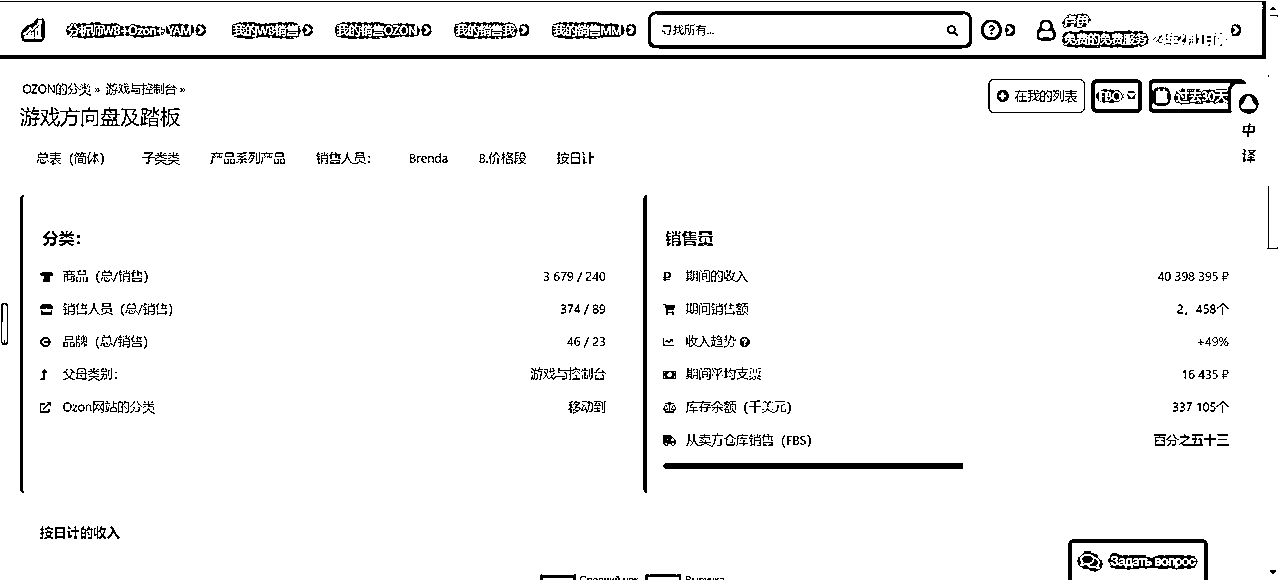 分析师WB+Ozon+YAM
我的WB销售
我的销售OZON
我的销售我
我的销售MM
寻找所有...
免费的免费服务
OZON的分类 » 游戏与控制台 »
游戏方向盘及踏板
在我的列表
FBO
过去30天
中
译
总表（简体） 子类类 产品系列产品 销售人员： Brenda B.价格段 按日计
分类：
商品（总/销售） 3 679 / 240
销售人员（总/销售） 374 / 89
品牌（总/销售） 46 / 23
父母类别： 游戏与控制台
Ozon网站的分类 移动到
销售员
期间的收入 40 398 395 ₽
期间销售额 2，458个
收入趋势 +49%
期间平均支票 16 435 ₽
库存余额（千美元） 337 105个
从卖方仓库销售（FBS） 百分之五十三
按日计的收入
Задать вопрос